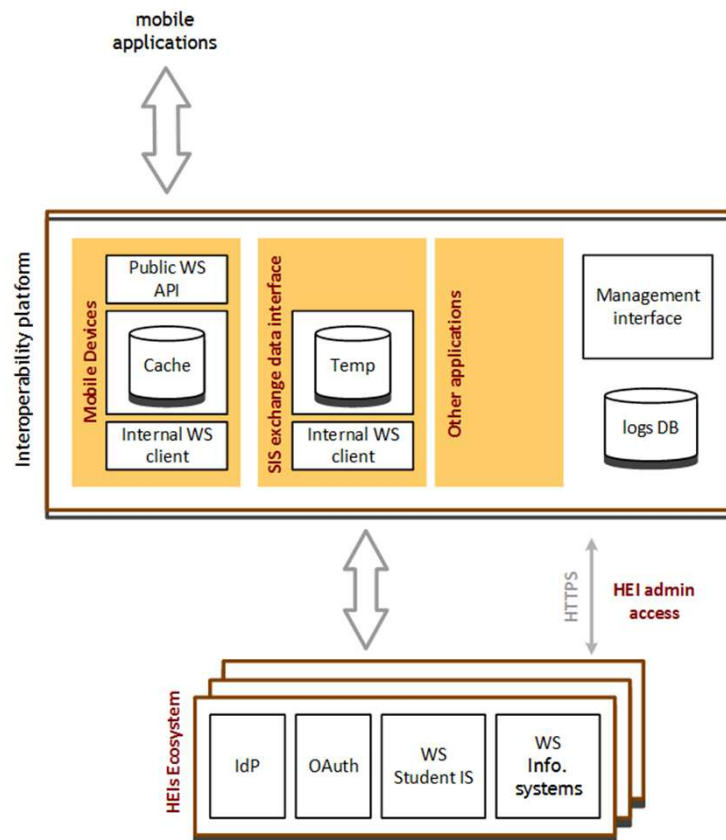 mobile
applications
Interoperability platform
Mobile Devices
Public WS
API
Cache
Internal WS
client
SIS exchange data interface
Temp
Internal WS
client
Other applications
Management
interface
logs DB
HTTPS
HEI admin
access
HEIs Ecosystem
IdP
OAuth
WS
Student IS
WS
Info.
systems